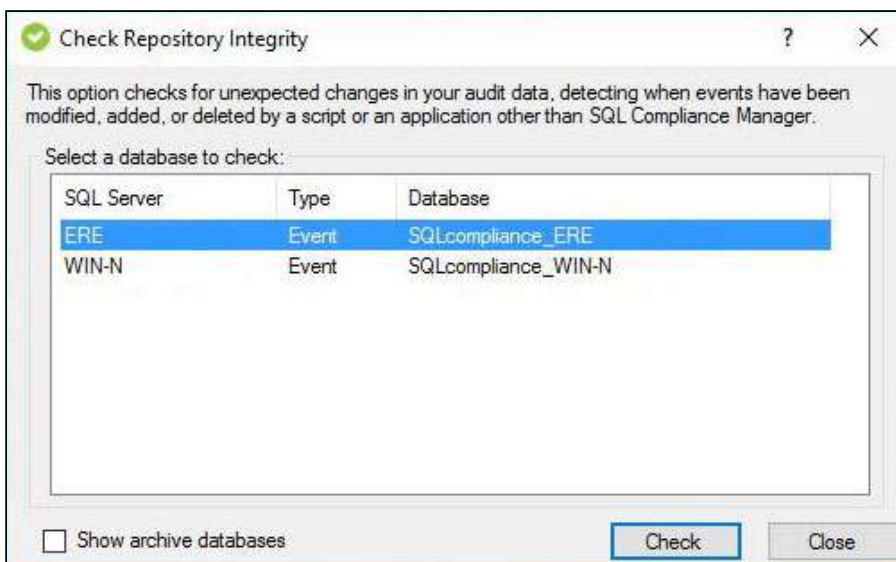 Check Repository Integrity
?
This option checks for unexpected changes in your audit data, detecting when events have been
modified, added, or deleted by a script or an application other than SQL Compliance Manager.
Select a database to check:
SQL Server Type Database
ERE Event SQLcompliance_ERE
WIN-N Event SQLcompliance_WIN-N
Show archive databases Check Close